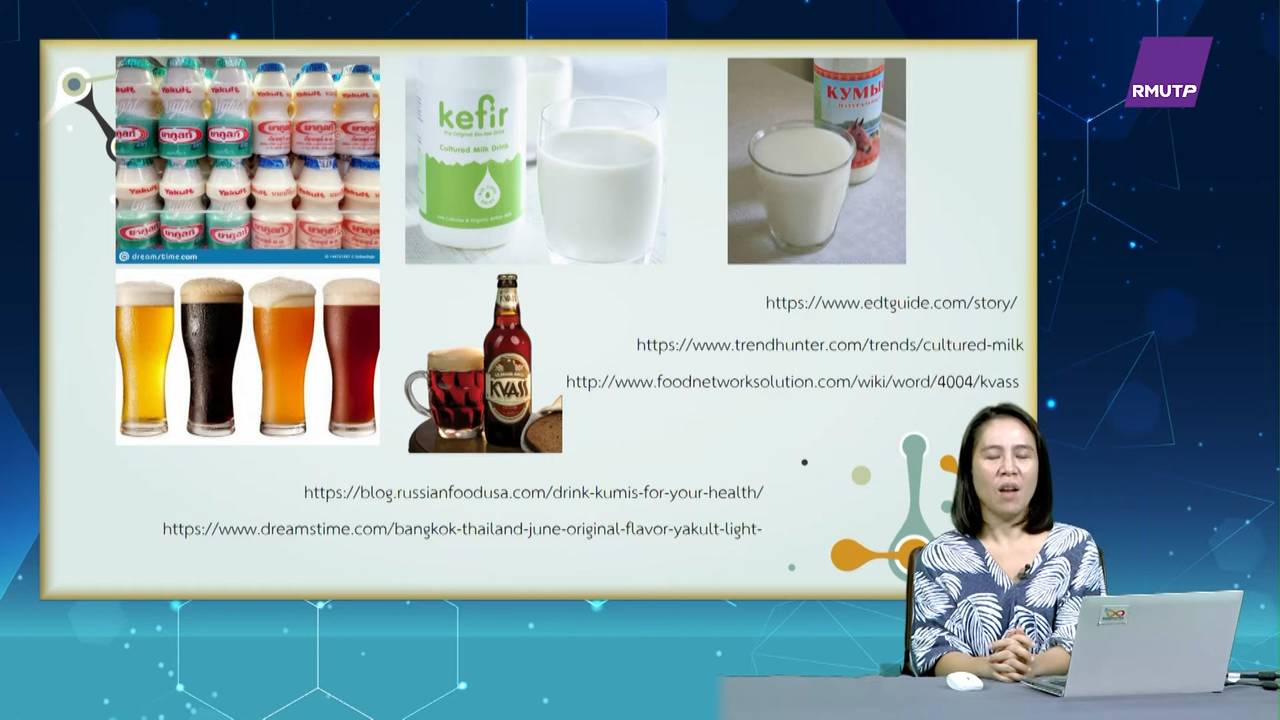 RMUTP
Yakult
Light
ยาคูลท์
kefir
Cultured Milk Drink
КУМЫС
dreamstime.com
KVASS
https://www.edtguide.com/story/
https://www.trendhunter.com/trends/cultured-milk
http://www.foodnetworksolution.com/wiki/word/4004/kvass
https://blog.russianfoodusa.com/drink-kumis-for-your-health/
https://www.dreamstime.com/bangkok-thailand-june-original-flavor-yakult-light-